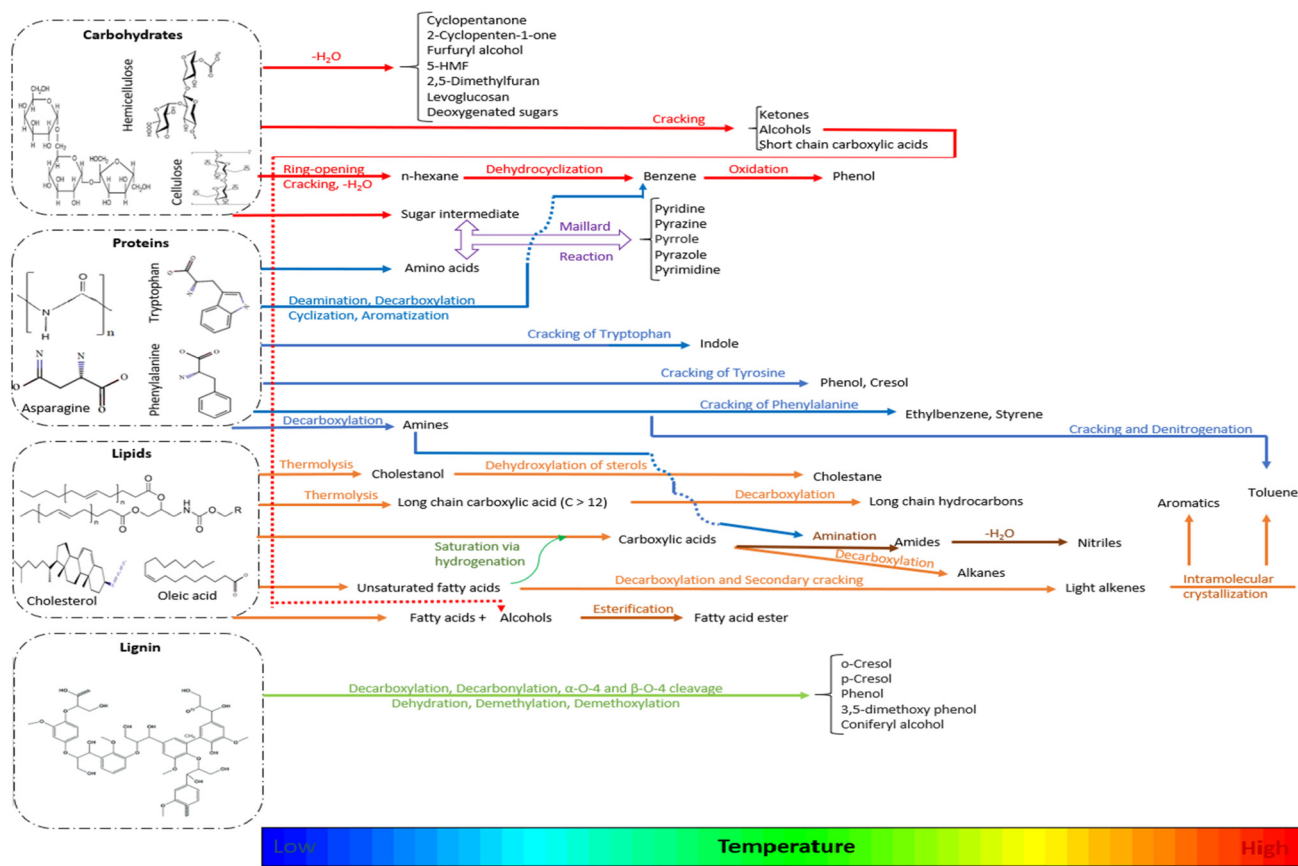 Carbohydrates
Hemicellulose
Cellulose
-H₂O
Cyclopentanone
2-Cyclopenten-1-one
Furfuryl alcohol
5-HMF
2,5-Dimethylfuran
Levoglucosan
Deoxygenated sugars
Cracking
Ketones
Alcohols
Short chain carboxylic acids
Ring-opening
Cracking, -H₂O
n-hexane
Dehydrocyclization
Benzene
Oxidation
Phenol
Sugar intermediate
Maillard
Reaction
Pyridine
Pyrazine
Pyrrole
Pyrazole
Pyrimidine
Proteins
Tryptophan
Asparagine
Phenylalanine
Amino acids
Deamination, Decarboxylation
Cyclization, Aromatization
Cracking of Tryptophan
Indole
Cracking of Tyrosine
Phenol, Cresol
Cracking of Phenylalanine
Ethylbenzene, Styrene
Decarboxylation
Amines
Cracking and Denitrogenation
Toluene
Lipids
Cholesterol
Oleic acid
Thermolysis
Cholestanol
Dehydroxylation of sterols
Cholestane
Thermolysis
Long chain carboxylic acid (C > 12)
Decarboxylation
Long chain hydrocarbons
Aromatics
Saturation via
hydrogenation
Carboxylic acids
Amination
Amides
-H₂O
Nitriles
Decarboxylation
Alkanes
Unsaturated fatty acids
Decarboxylation and Secondary cracking
Light alkenes
Intramolecular
crystallization
Fatty acids +
Alcohols
Esterification
Fatty acid ester
Lignin
Decarboxylation, Decarbonylation, α-O-4 and β-O-4 cleavage
Dehydration, Demethylation, Demethoxylation
o-Cresol
p-Cresol
Phenol
3,5-dimethoxy phenol
Coniferyl alcohol
Low
Temperature
High